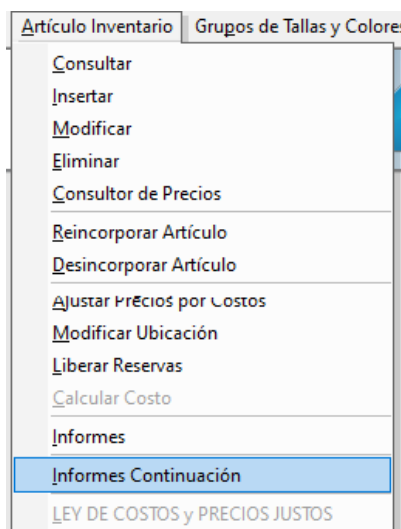 Artículo Inventario Grupos de Tallas y Colores
Consultar
Insertar
Modificar
Eliminar
Consultor de Precios
Reincorporar Artículo
Desincorporar Artículo
Ajustar Precios por Costos
Modificar Ubicación
Liberar Reservas
Calcular Costo
Informes
Informes Continuación
LEY DE COSTOS y PRECIOS JUSTOS